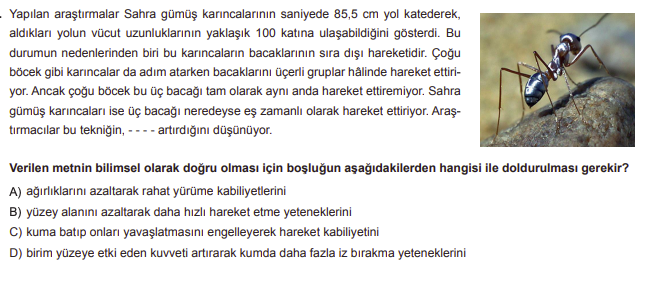 Yapılan araştırmalar Sahra gümüş karıncalarının saniyede 85,5 cm yol katederek,
aldıkları yolun vücut uzunluklarının yaklaşık 100 katına ulaşabildiğini gösterdi. Bu
durumun nedenlerinden biri bu karıncaların bacaklarının sıra dışı hareketidir. Çoğu
böcek gibi karıncalar da adım atarken bacaklarını üçerli gruplar hâlinde hareket ettiri-
yor. Ancak çoğu böcek bu üç bacağı tam olarak aynı anda hareket ettiremiyor. Sahra
gümüş karıncaları ise üç bacağı neredeyse eş zamanlı olarak hareket ettiriyor. Araş-
tırmacılar bu tekniğin, - - - - artırdığını düşünüyor.
Verilen metnin bilimsel olarak doğru olması için boşluğun aşağıdakilerden hangisi ile doldurulması gerekir?
A) ağırlıklarını azaltarak rahat yürüme kabiliyetlerini
B) yüzey alanını azaltarak daha hızlı hareket etme yeteneklerini
C) kuma batıp onları yavaşlatmasını engelleyerek hareket kabiliyetini
D) birim yüzeye etki eden kuvveti artırarak kumda daha fazla iz bırakma yeteneklerini